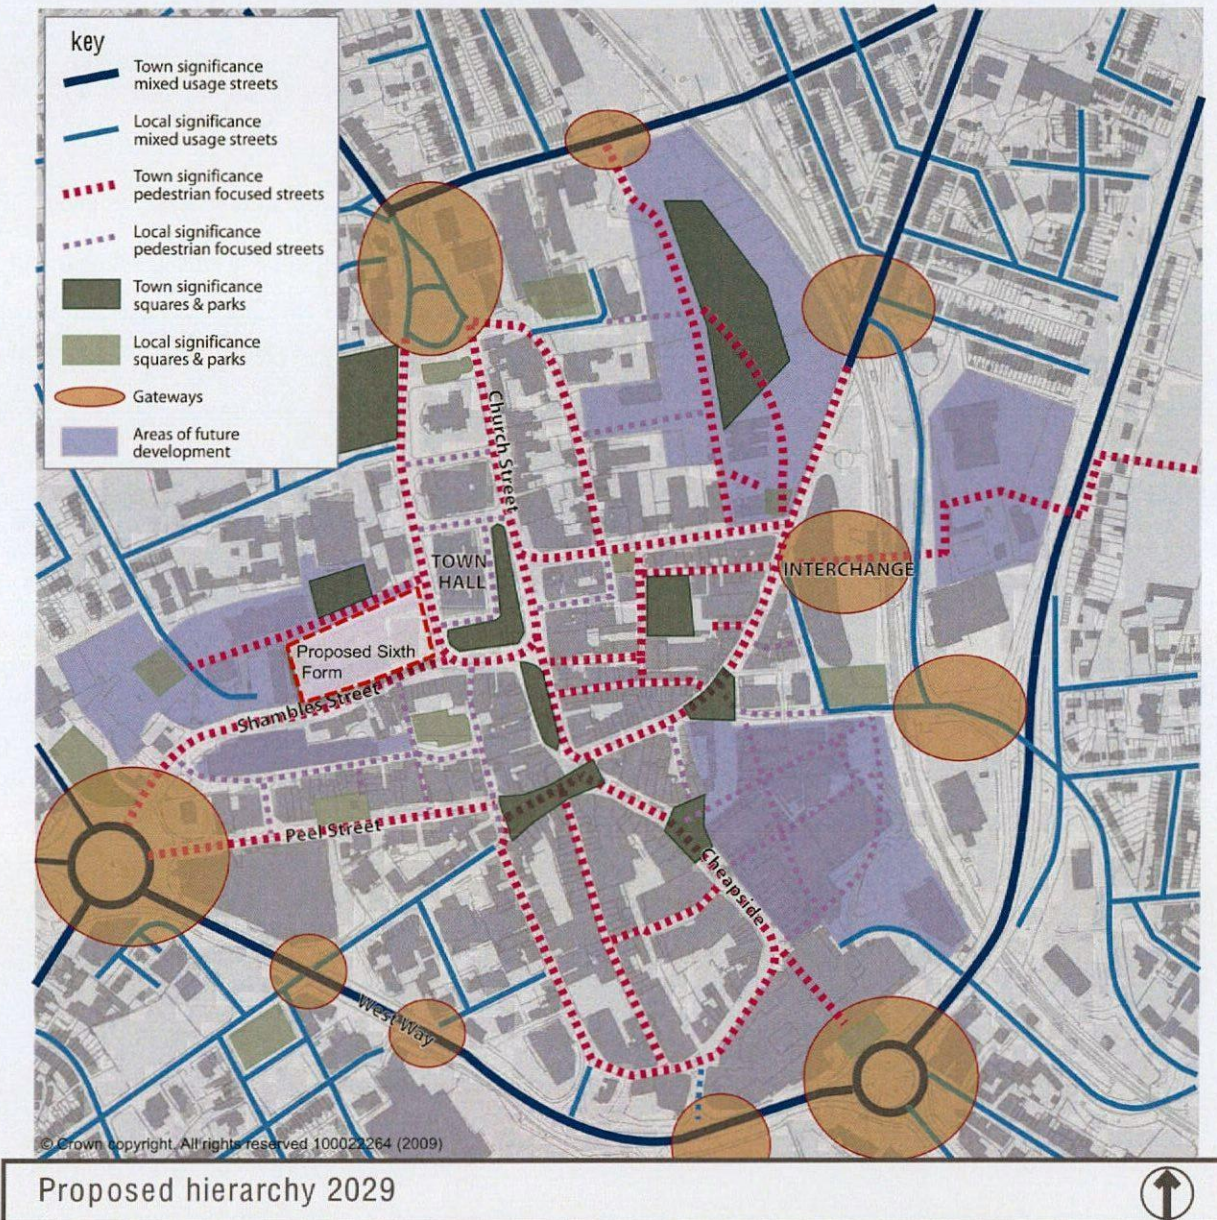 key
Town significance
mixed usage streets
Local significance
mixed usage streets
Town significance
pedestrian focused streets
Local significance
pedestrian focused streets
Town significance
squares & parks
Local significance
squares & parks
Gateways
Areas of future
development
Church Street
TOWN
HALL
INTERCHANGE
Proposed Sixth
Form
Shambles Street
Peel Street
Cheapside
West Way
© Crown copyright. All rights reserved 100022264 (2009)
Proposed hierarchy 2029